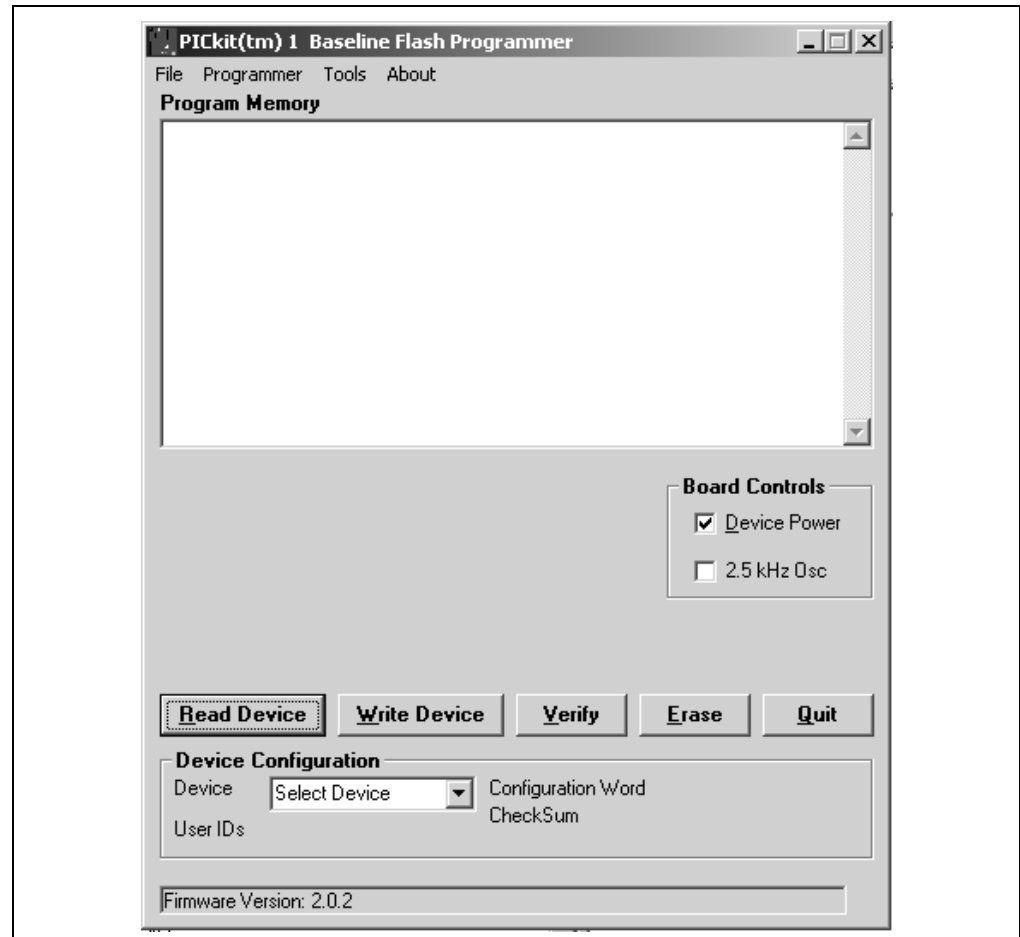 PICkit(tm) 1 Baseline Flash Programmer
File Programmer Tools About
Program Memory
Board Controls
Device Power
2.5 kHz Osc
Read Device Write Device Verify Erase Quit
Device Configuration
Device Select Device Configuration Word
CheckSum
User IDs
Firmware Version: 2.0.2